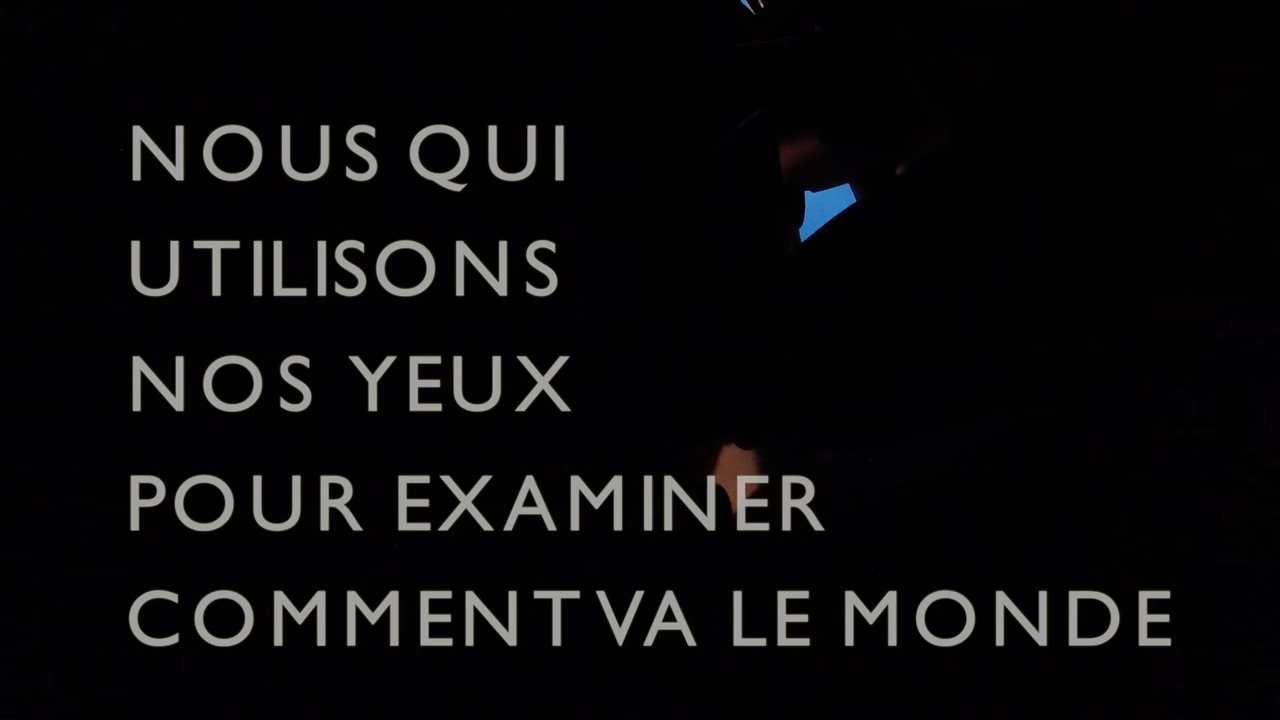 NOUS QUI
UTILISONS
NOS YEUX
POUR EXAMINER
COMMENT VA LE MONDE